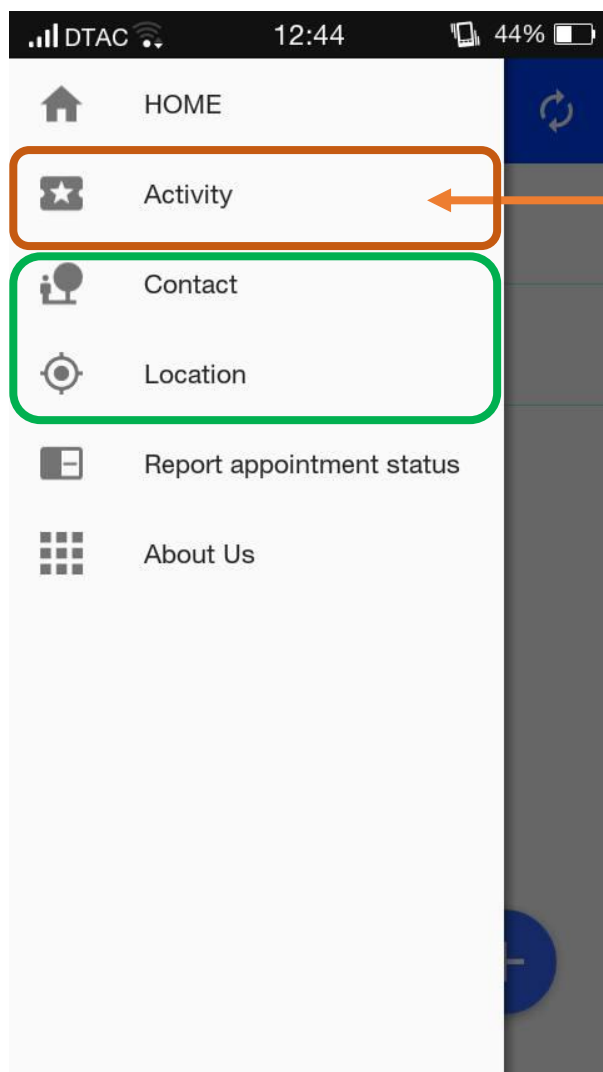 DTAC 12:44 44%
HOME
Activity
Contact
Location
Report appointment status
About Us